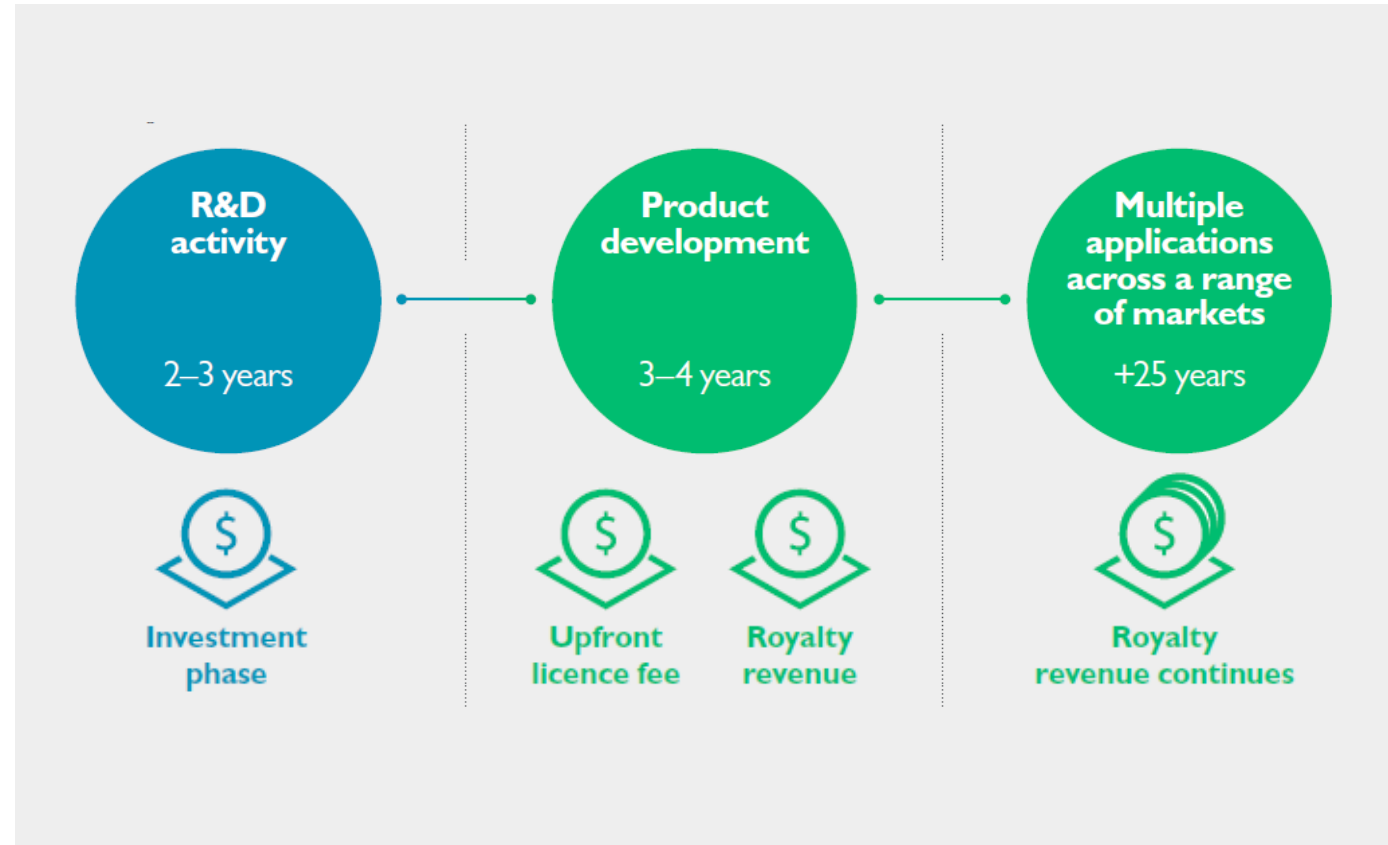 R&D
activity
2–3 years
Product
development
3–4 years
Multiple
applications
across a range
of markets
+25 years
$
Investment
phase
$
Upfront
licence fee
$
Royalty
revenue
$
Royalty
revenue continues